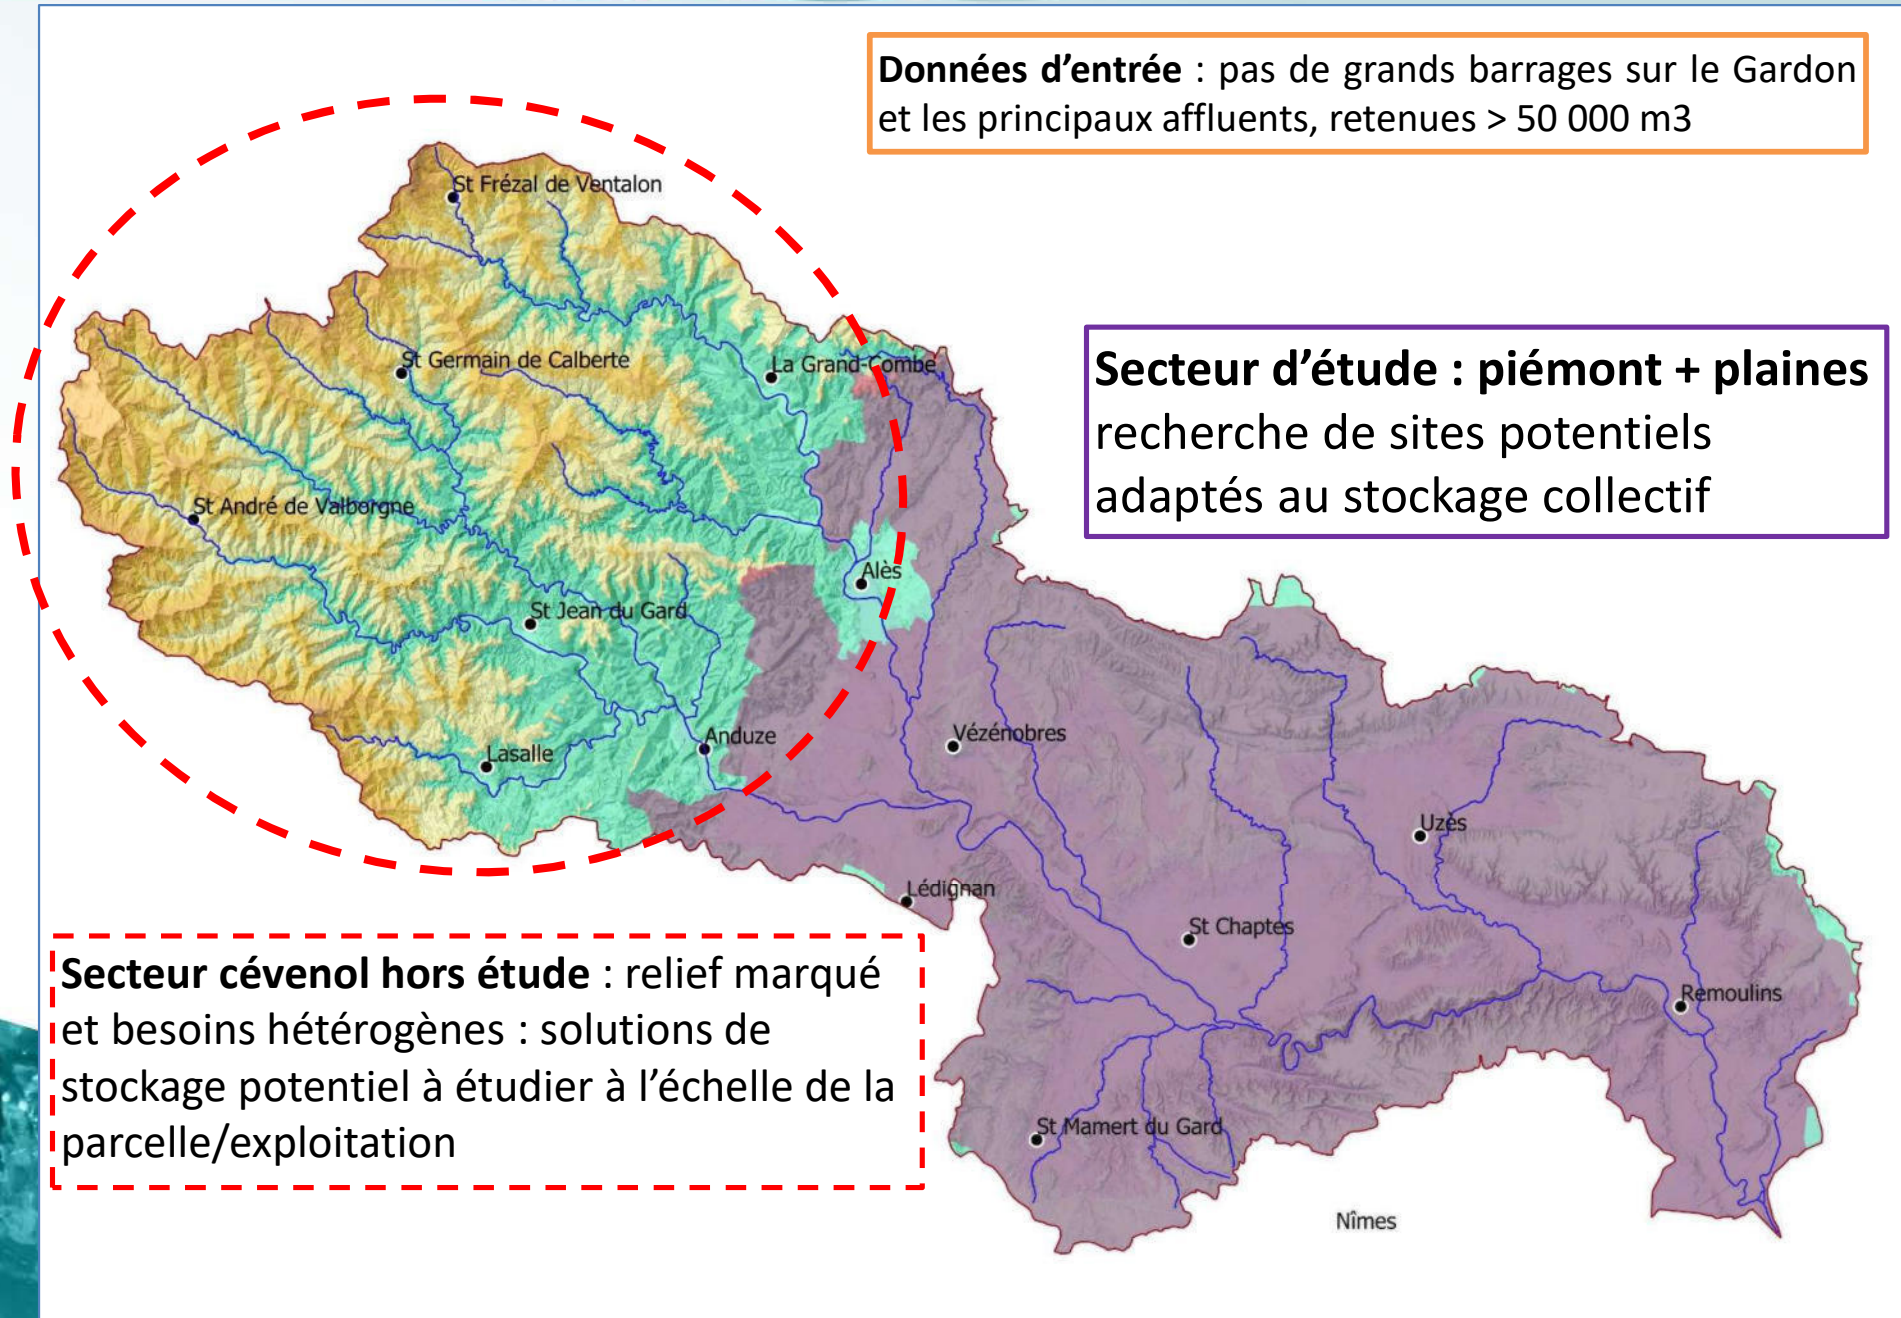 Données d'entrée : pas de grands barrages sur le Gardon
et les principaux affluents, retenues > 50 000 m3
St Frézal de Ventalon
St Germain de Calberte
La Grand-Combe
Secteur d'étude : piémont + plaines
recherche de sites potentiels
adaptés au stockage collectif
St André de Valborgne
Alès
St Jean du Gard
Anduze
Vézénobres
Lasalle
Uzès
Lédignan
St Chaptes
Secteur cévenol hors étude : relief marqué
et besoins hétérogènes : solutions de
stockage potentiel à étudier à l'échelle de la
parcelle/exploitation
Remoulins
St Mamert du Gard
Nîmes